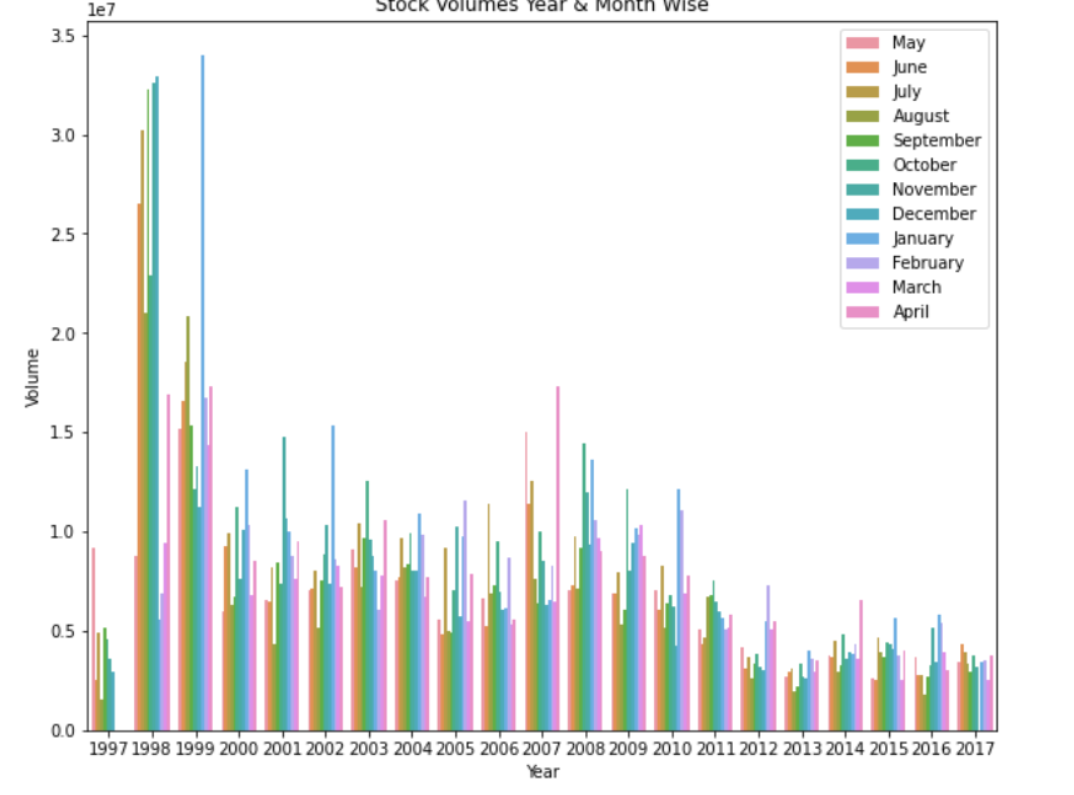 1e7
Stock Volumes Year & Month Wise
3.5
3.0
2.5
2.0
1.5
1.0
0.5
0.0
Volume
May
June
July
August
September
October
November
December
January
February
March
April
1997 1998 1999 2000 2001 2002 2003 2004 2005 2006 2007 2008 2009 2010 2011 2012 2013 2014 2015 2016 2017
Year